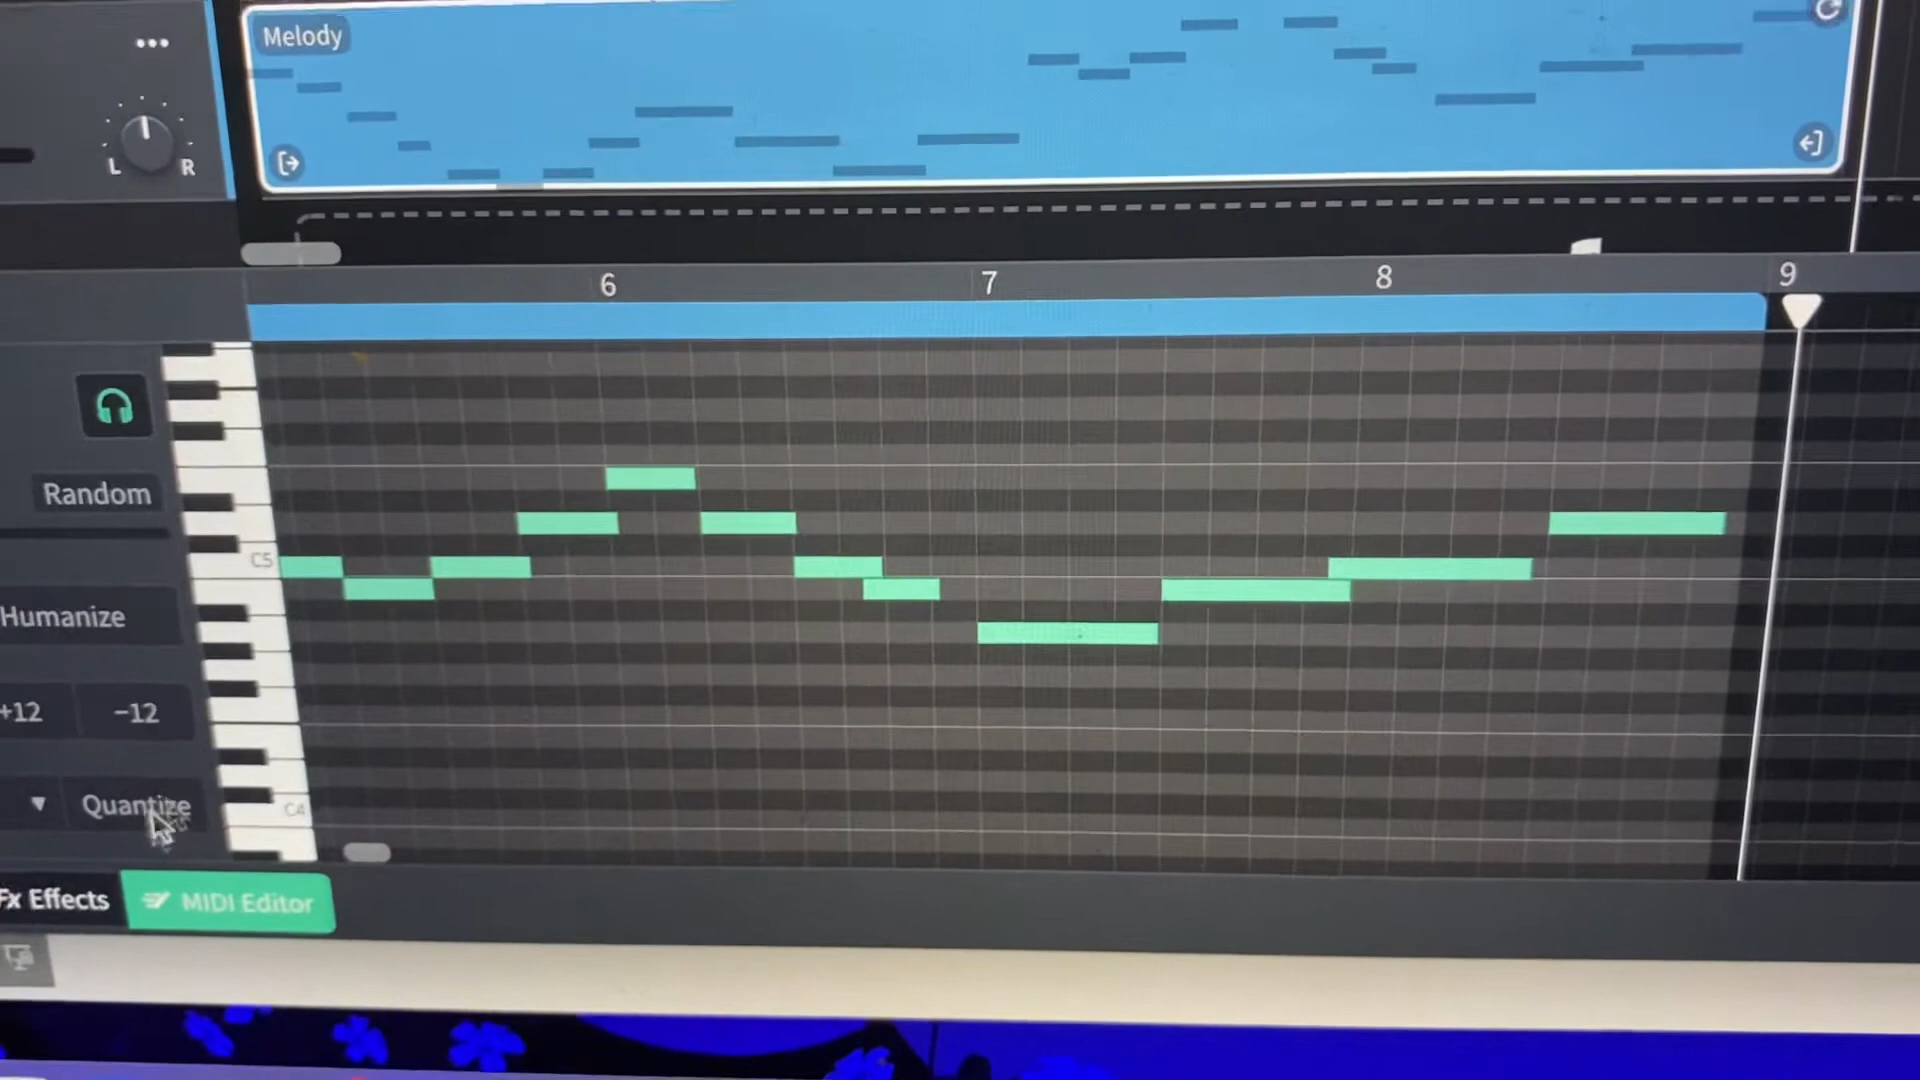 Melody
L R
6 7 8 9
Random
C5
Humanize
+12 −12
Quantize
C4
Fx Effects MIDI Editor